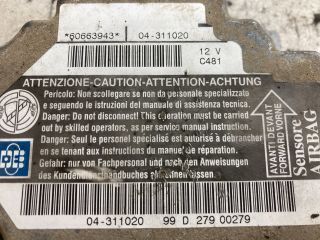 *60663943* 04-311020
12 V
C481
ATTENZIONE-CAUTION-ATTENTION-ACHTUNG
Pericolo: Non scollegare se non da personale specializzato
e seguendo le istruzioni del manuale di assistenza tecnica.
Danger: Do not disconnect! This operation must be carried
out by skilled operators, as per service manual instruction.
Danger: Seul le personel spécialisé est autorisé à débrancher
en se tenant aux instructions du manuel
de réparation.
Gefahr: nur von Fachpersonal und nach den Anweisungen
des Kundendiensthandbuches
AVANTI DEVANT
FORWARD VORNE
Sensore
AIRBAG
04-311020 99 D 279 00279